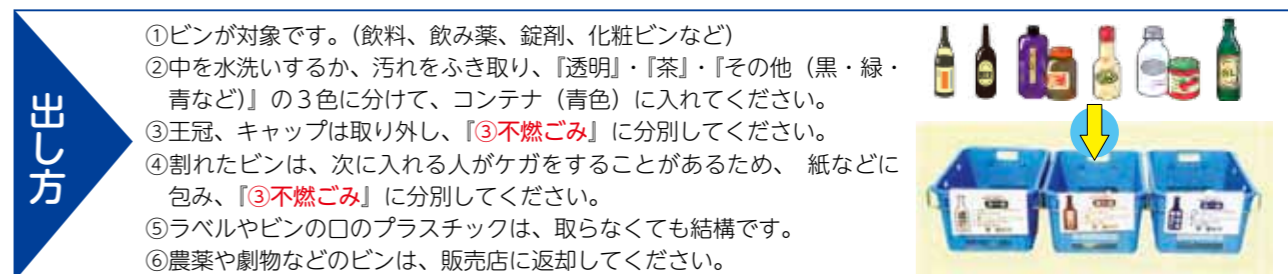 出し方
①ビンが対象です。(飲料、飲み薬、錠剤、化粧ビンなど)
②中を水洗いするか、汚れをふき取り、『透明』・『茶』・『その他（黒・緑・
青など）』の３色に分けて、コンテナ（青色）に入れてください。
③王冠、キャップは取り外し、『③不燃ごみ』に分別してください。
④割れたビンは、次に入れる人がケガをすることがあるため、 紙などに
包み、『③不燃ごみ』に分別してください。
⑤ラベルやビンの口のプラスチックは、取らなくても結構です。
⑥農薬や劇物などのビンは、販売店に返却してください。